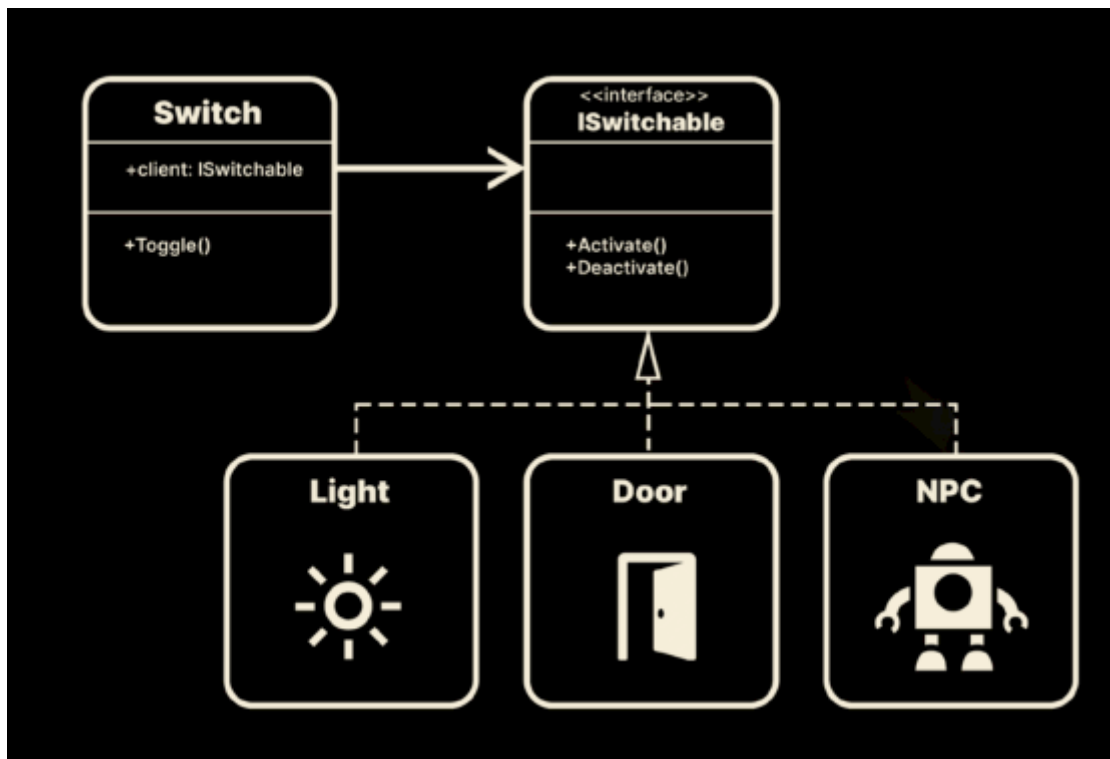 Switch
+client: ISwitchable
+Toggle()
<<interface>>
ISwitchable
+Activate()
+Deactivate()
Light
Door
NPC